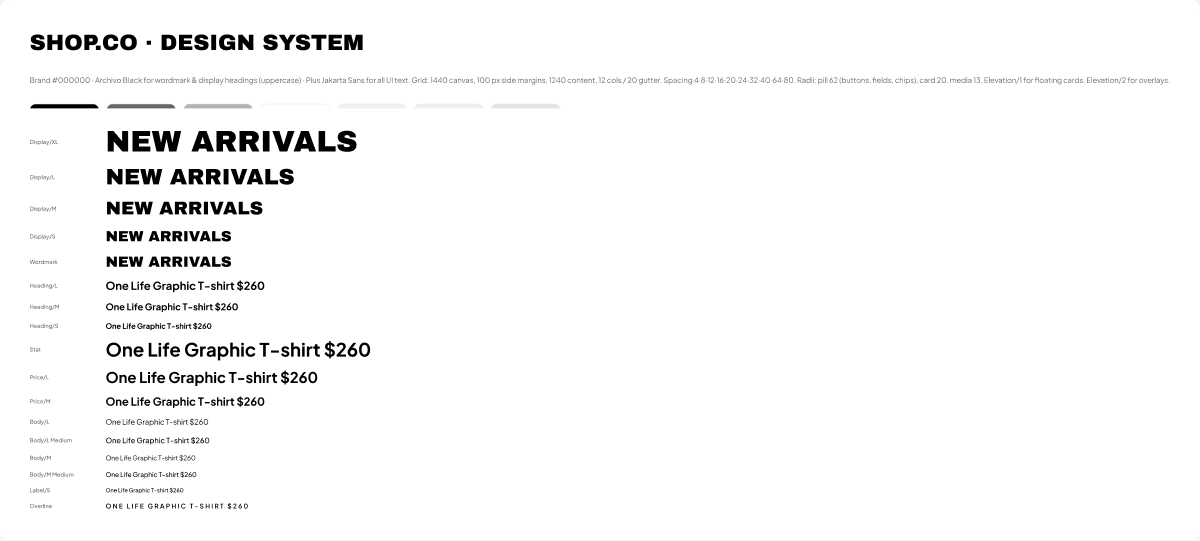 SHOP.CO · DESIGN SYSTEM
Brand #000000 · Archivo Black for wordmark & display headings (uppercase) · Plus Jakarta Sans for all UI text. Grid: 1440 canvas, 100 px side margins, 1240 content, 12 cols / 20 gutter. Spacing 4·8·12·16·20·24·32·40·64·80. Radii: pill 62 (buttons, fields, chips), card 20, media 13. Elevation/1 for floating cards, Elevation/2 for overlays.
Display/XL NEW ARRIVALS
Display/L NEW ARRIVALS
Display/M NEW ARRIVALS
Display/S NEW ARRIVALS
Wordmark NEW ARRIVALS
Heading/L One Life Graphic T-shirt $260
Heading/M One Life Graphic T-shirt $260
Heading/S One Life Graphic T-shirt $260
Stat One Life Graphic T-shirt $260
Price/L One Life Graphic T-shirt $260
Price/M One Life Graphic T-shirt $260
Body/L One Life Graphic T-shirt $260
Body/L Medium One Life Graphic T-shirt $260
Body/M One Life Graphic T-shirt $260
Body/M Medium One Life Graphic T-shirt $260
Label/S One Life Graphic T-shirt $260
Overline ONE LIFE GRAPHIC T-SHIRT $260